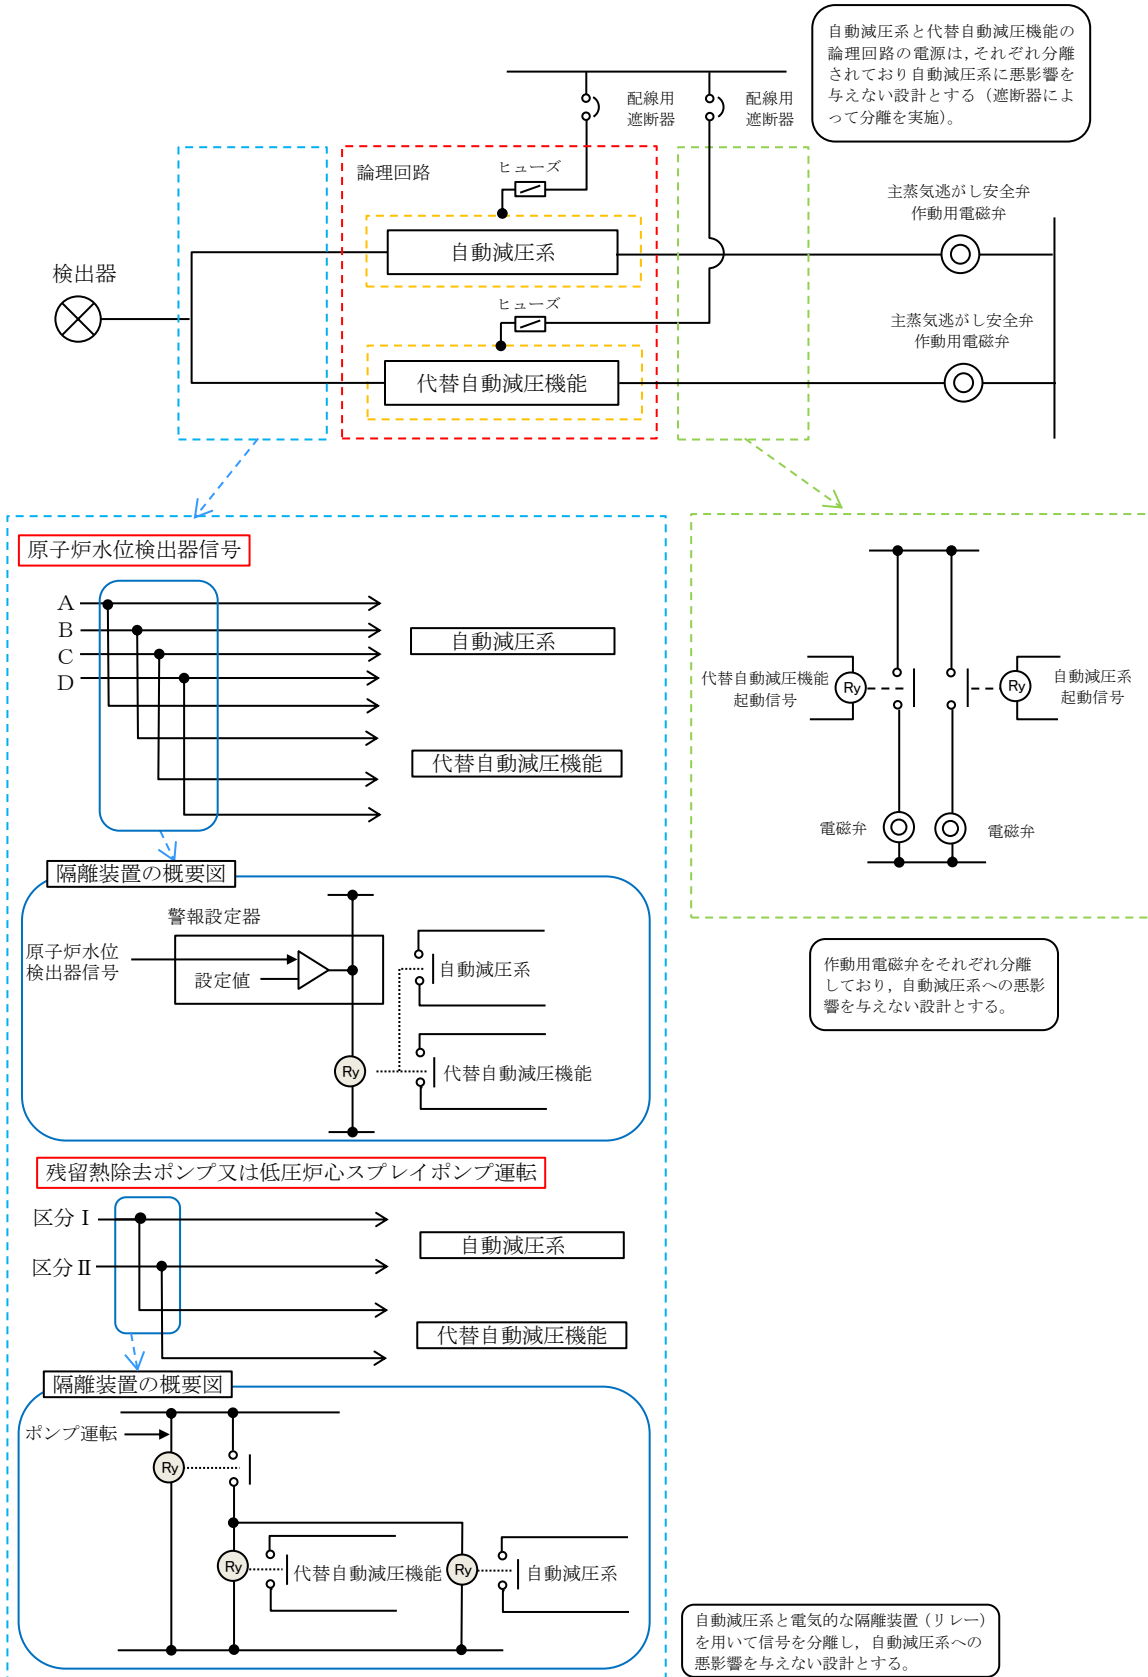 自動減圧系と代替自動減圧機能の
論理回路の電源は，それぞれ分離
されており自動減圧系に悪影響を
与えない設計とする（遮断器によ
って分離を実施）。
配線用
遮断器
配線用
遮断器
論理回路
ヒューズ
自動減圧系
主蒸気逃がし安全弁
作動用電磁弁
検出器
ヒューズ
代替自動減圧機能
主蒸気逃がし安全弁
作動用電磁弁
原子炉水位検出器信号
A
B
C
D
自動減圧系
代替自動減圧機能
代替自動減圧機能
起動信号
Ry
Ry
自動減圧系
起動信号
電磁弁
電磁弁
隔離装置の概要図
警報設定器
原子炉水位
検出器信号
設定値
自動減圧系
Ry
代替自動減圧機能
作動用電磁弁をそれぞれ分離
しており，自動減圧系への悪影
響を与えない設計とする。
残留熱除去ポンプ又は低圧炉心スプレイポンプ運転
区分Ⅰ
区分Ⅱ
自動減圧系
代替自動減圧機能
隔離装置の概要図
ポンプ運転
Ry
Ry
代替自動減圧機能
Ry
自動減圧系
自動減圧系と電気的な隔離装置（リレー）
を用いて信号を分離し，自動減圧系への
悪影響を与えない設計とする。